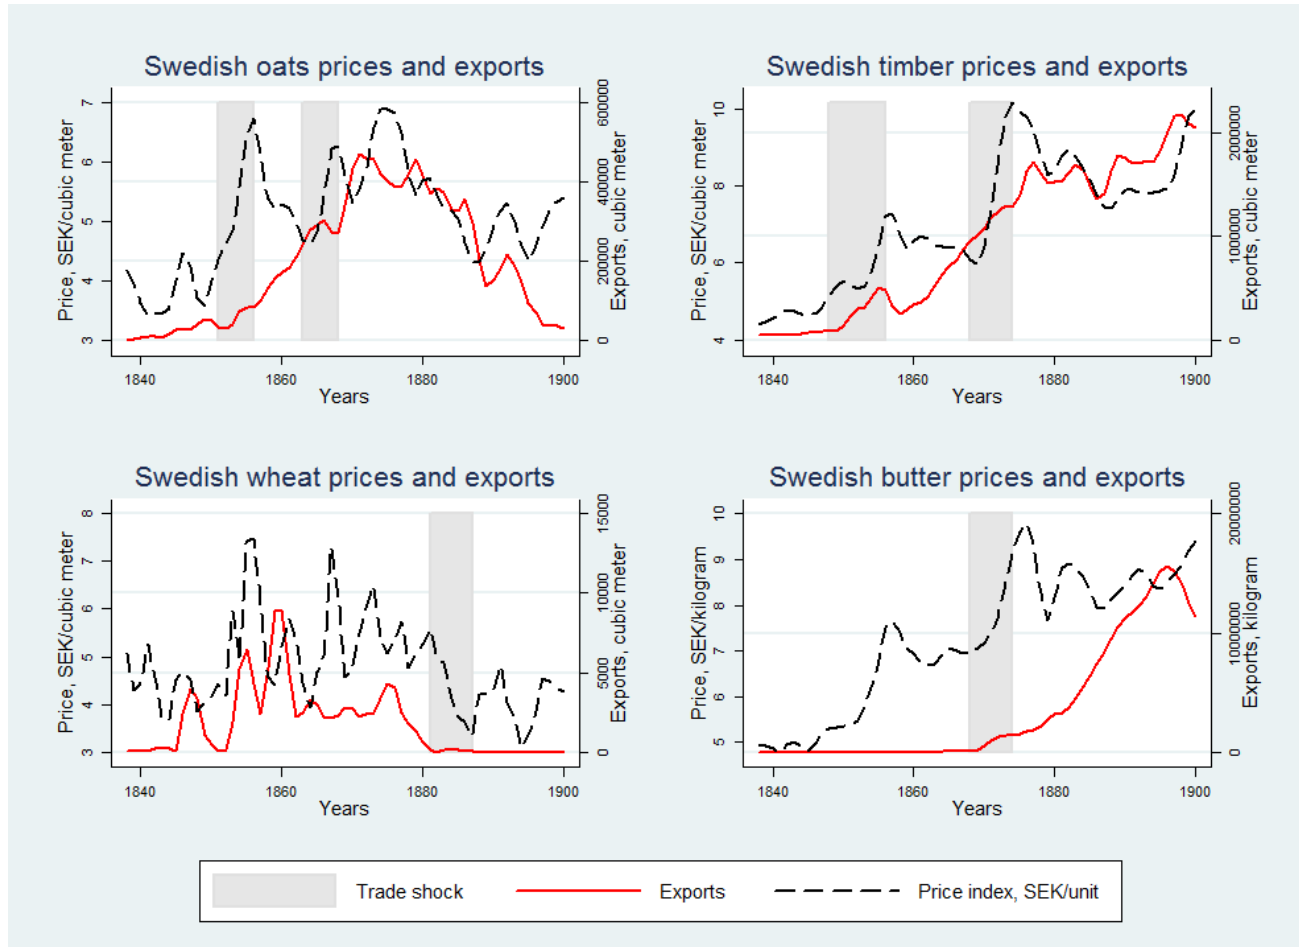 Swedish oats prices and exports
Price, SEK/cubic meter
7
6
5
4
3
600000
400000
200000
0
Exports, cubic meter
1840 1860 1880 1900
Years
Swedish timber prices and exports
Price, SEK/cubic meter
10
8
6
4
2000000
1000000
0
Exports, cubic meter
1840 1860 1880 1900
Years
Swedish wheat prices and exports
Price, SEK/cubic meter
8
7
6
5
4
3
15000
10000
5000
0
Exports, cubic meter
1840 1860 1880 1900
Years
Swedish butter prices and exports
Price, SEK/kilogram
10
9
8
7
6
5
20000000
10000000
0
Exports, kilogram
1840 1860 1880 1900
Years
Trade shock Exports Price index, SEK/unit